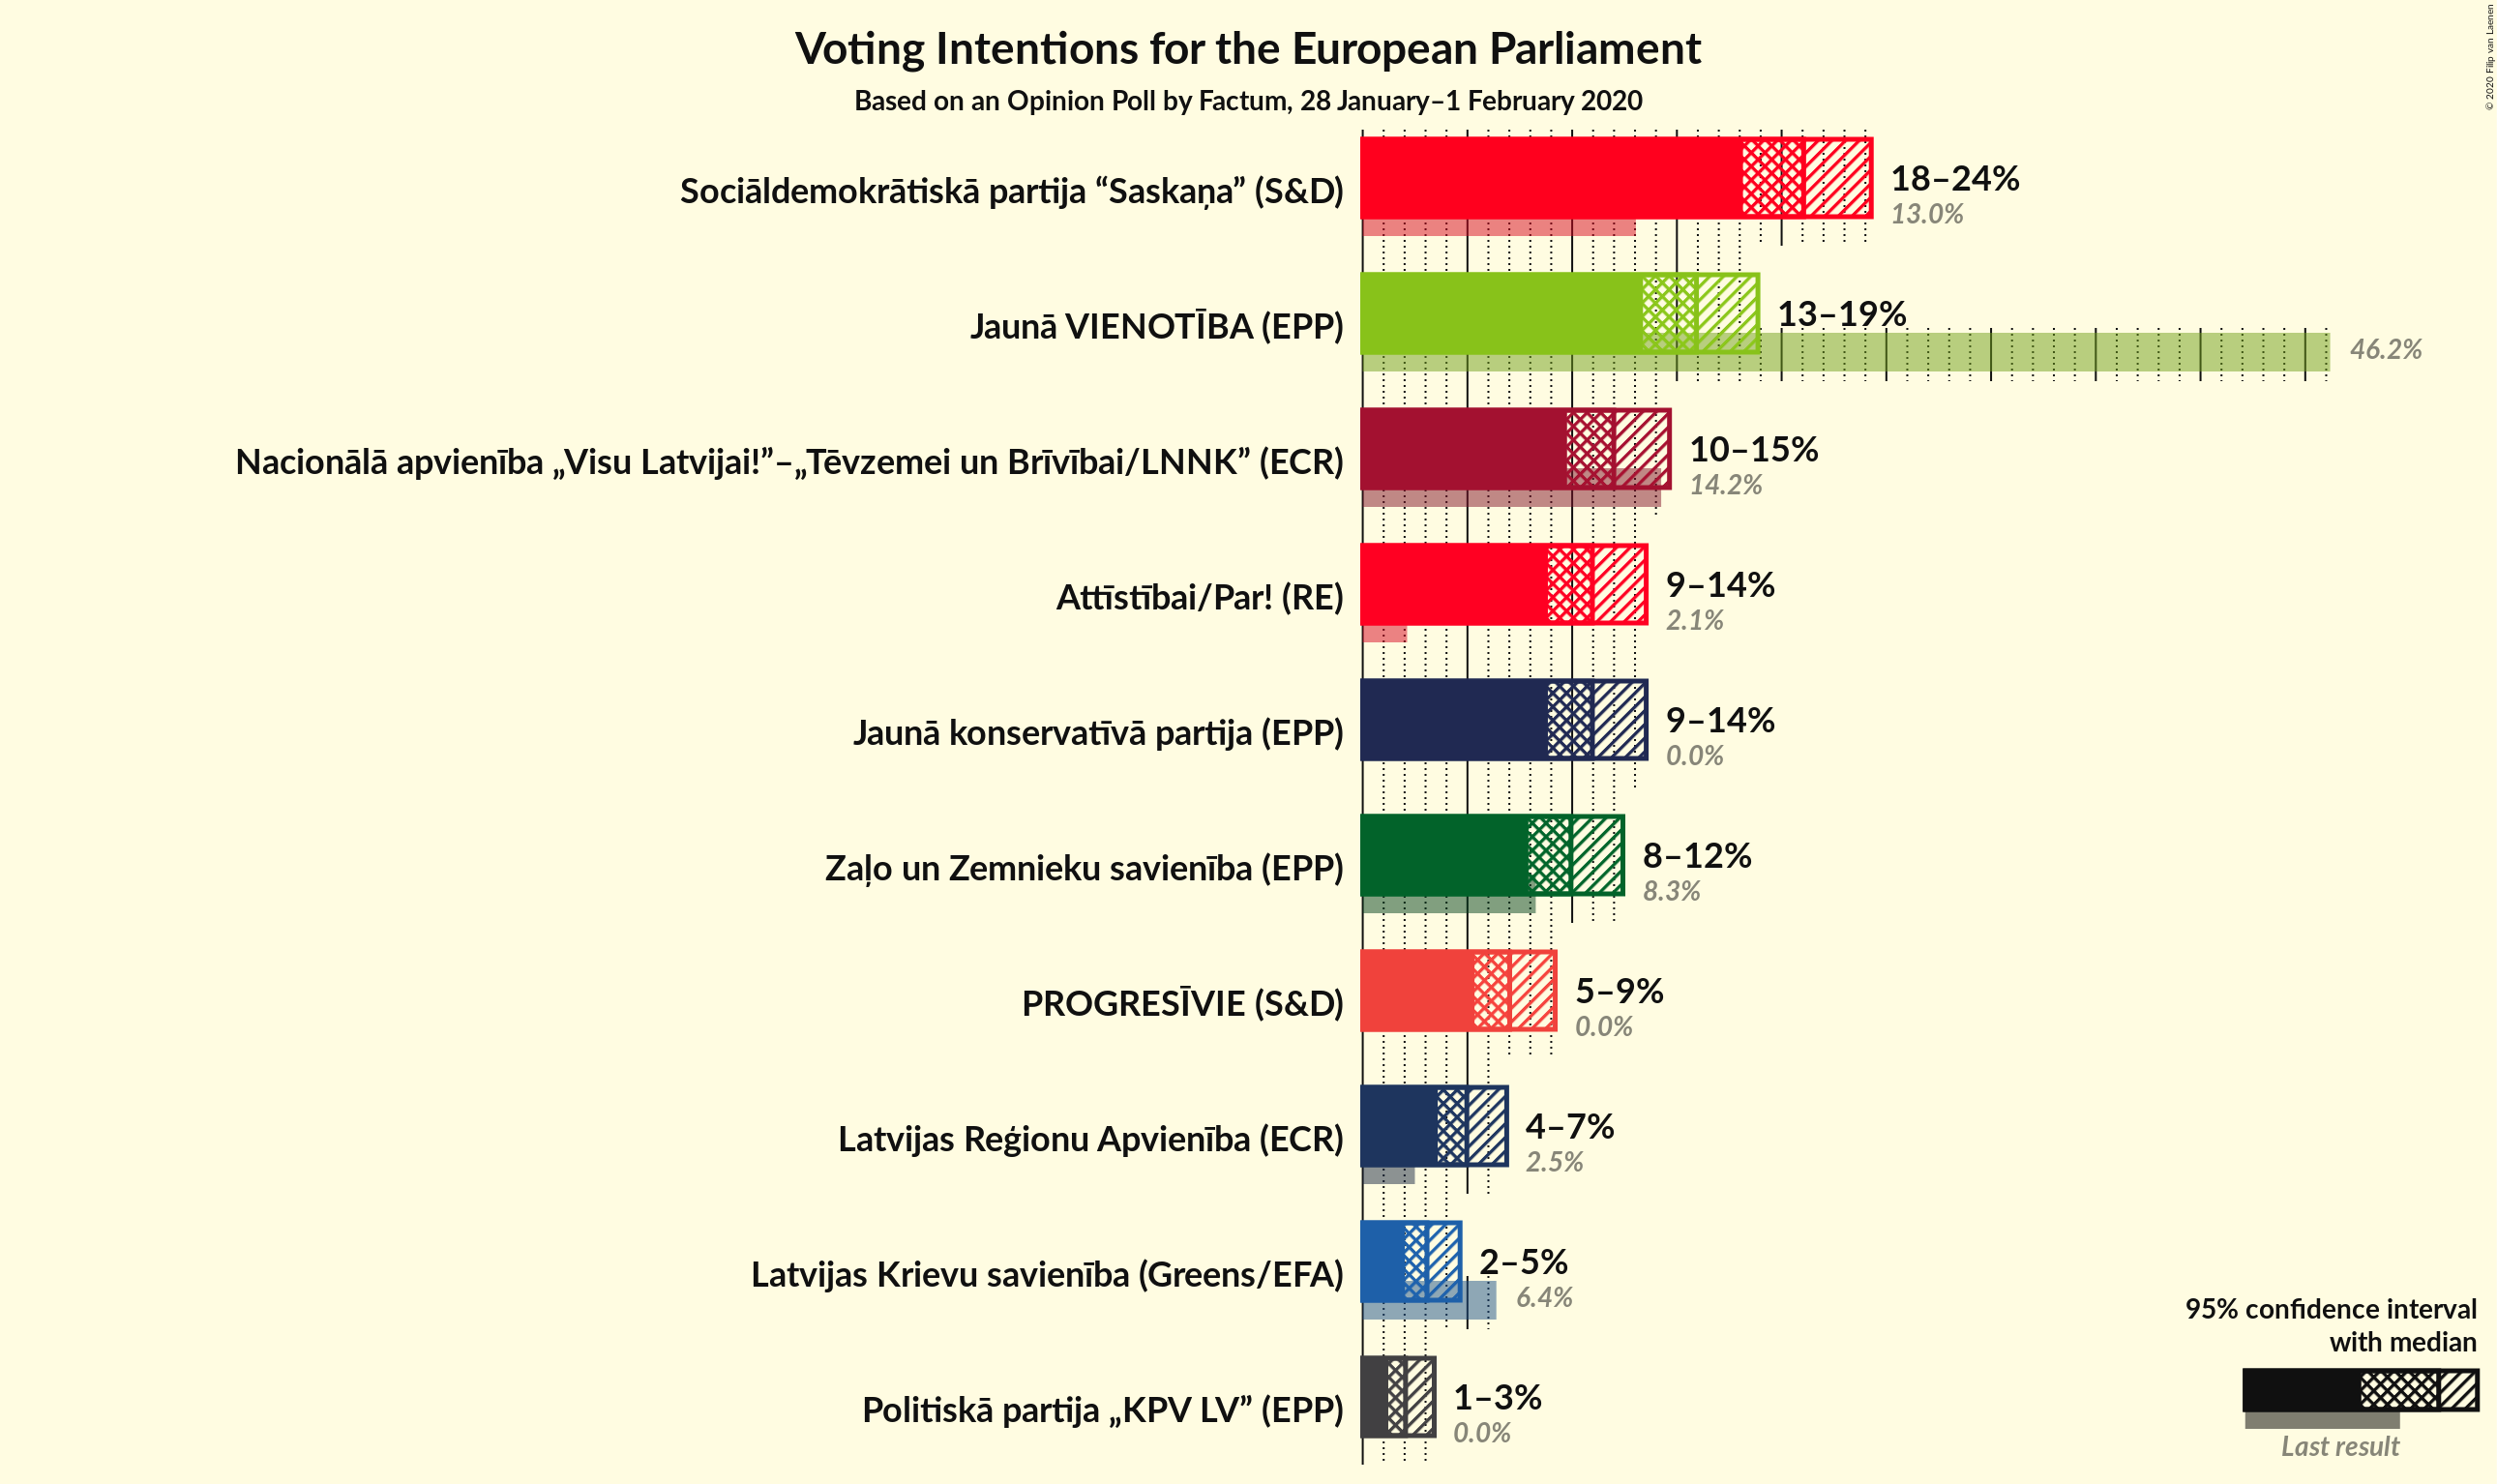 Voting Intentions for the European Parliament
Based on an Opinion Poll by Factum, 28 January–1 February 2020
© 2020 Filip van Laenen
Sociāldemokrātiskā partija “Saskaņa” (S&D)
18–24%
13.0%
Jaunā VIENOTĪBA (EPP)
13–19%
46.2%
Nacionālā apvienība „Visu Latvijai!”–„Tēvzemei un Brīvībai/LNNK” (ECR)
10–15%
14.2%
Attīstībai/Par! (RE)
9–14%
2.1%
Jaunā konservatīvā partija (EPP)
9–14%
0.0%
Zaļo un Zemnieku savienība (EPP)
8–12%
8.3%
PROGRESĪVIE (S&D)
5–9%
0.0%
Latvijas Reģionu Apvienība (ECR)
4–7%
2.5%
Latvijas Krievu savienība (Greens/EFA)
2–5%
6.4%
Politiskā partija „KPV LV” (EPP)
1–3%
0.0%
95% confidence interval
with median
Last result